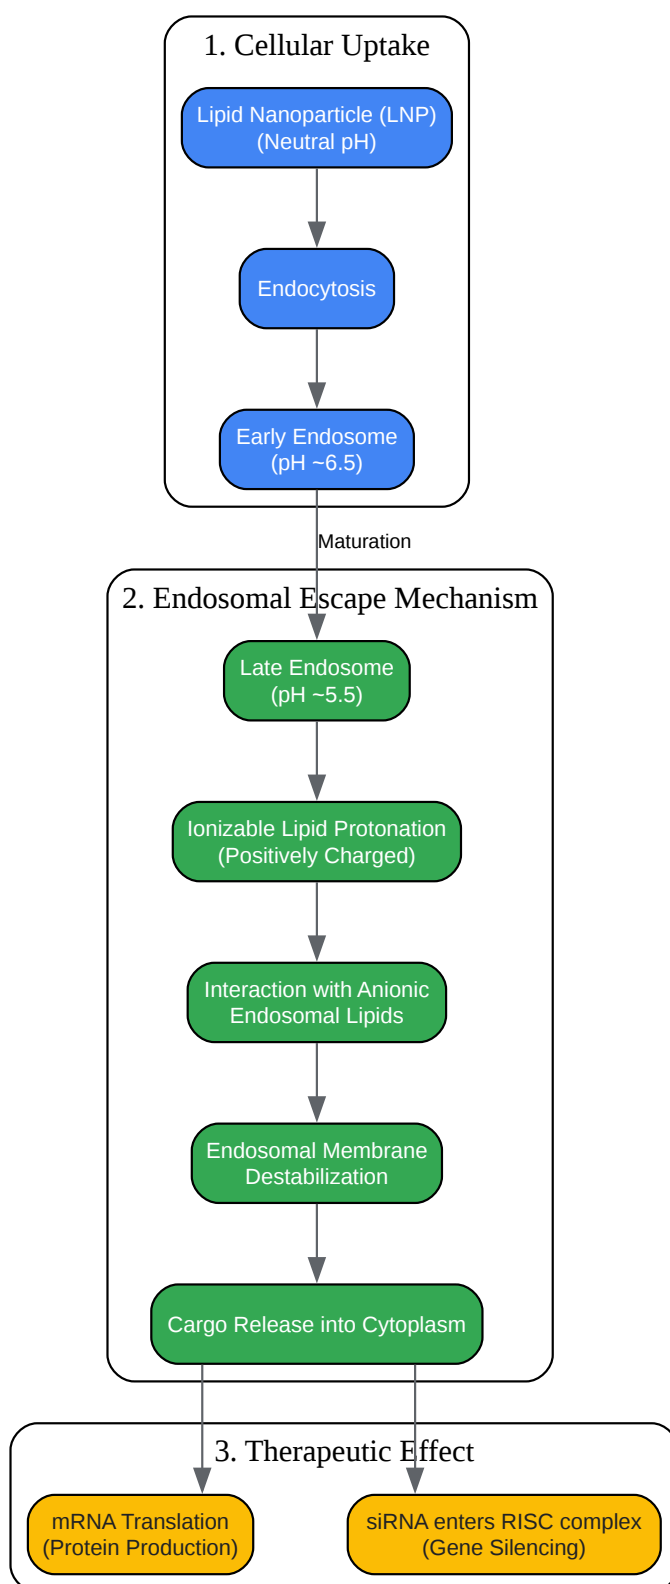 1. Cellular Uptake
Lipid Nanoparticle (LNP)
(Neutral pH)
Endocytosis
Early Endosome
(pH ~6.5)
Maturation
2. Endosomal Escape Mechanism
Late Endosome
(pH ~5.5)
Ionizable Lipid Protonation
(Positively Charged)
Interaction with Anionic
Endosomal Lipids
Endosomal Membrane
Destabilization
Cargo Release into Cytoplasm
3. Therapeutic Effect
mRNA Translation
(Protein Production)
siRNA enters RISC complex
(Gene Silencing)